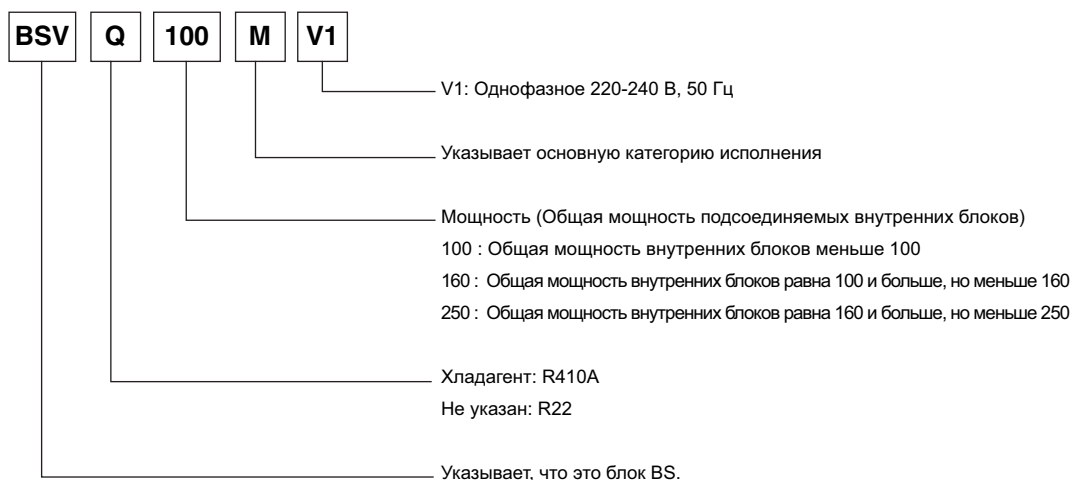 BSV Q 100 M V1
V1: Однофазное 220-240 В, 50 Гц
Указывает основную категорию исполнения
Мощность (Общая мощность подсоединяемых внутренних блоков)
100 : Общая мощность внутренних блоков меньше 100
160 : Общая мощность внутренних блоков равна 100 и больше, но меньше 160
250 : Общая мощность внутренних блоков равна 160 и больше, но меньше 250
Хладагент: R410A
Не указан: R22
Указывает, что это блок BS.